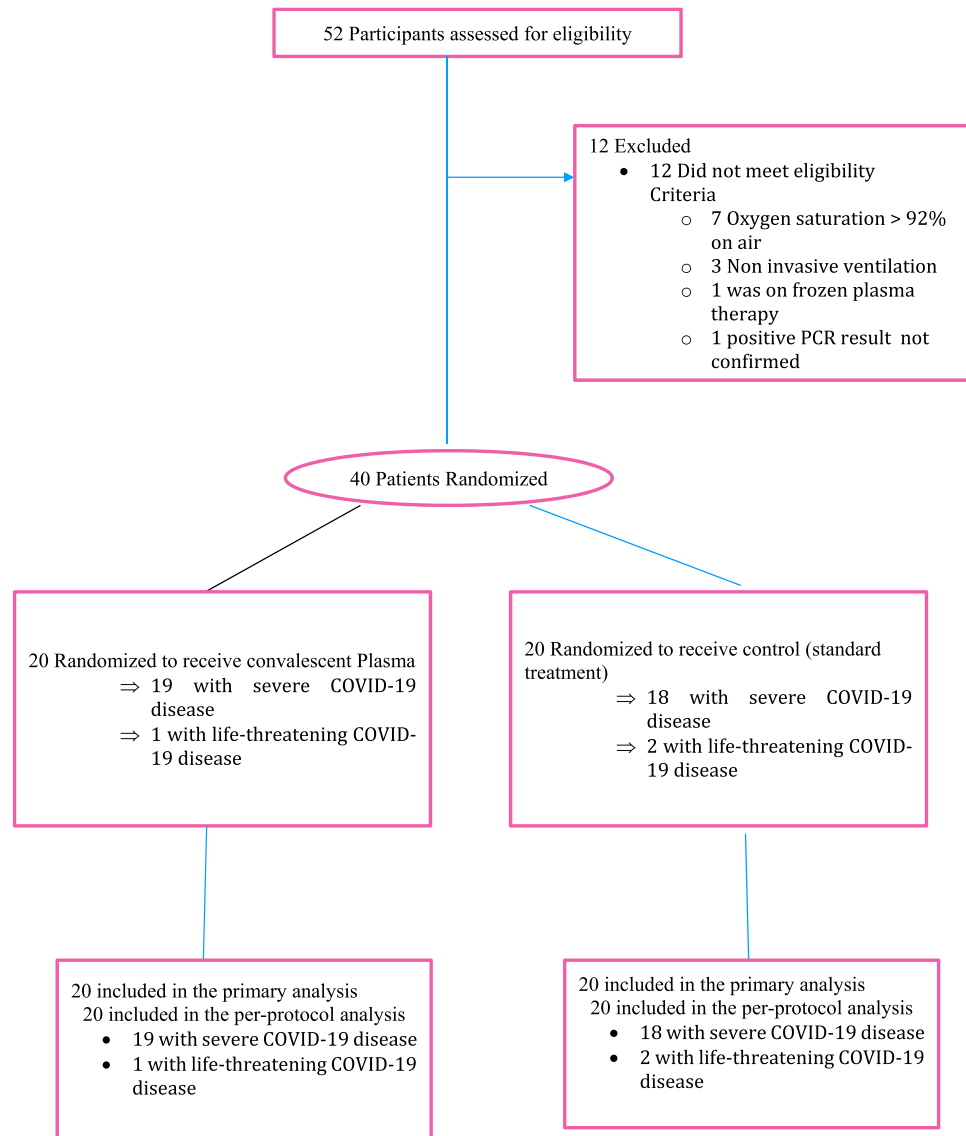 52 Participants assessed for eligibility
12 Excluded
• 12 Did not meet eligibility
Criteria
o 7 Oxygen saturation > 92%
on air
o 3 Non invasive ventilation
o 1 was on frozen plasma
therapy
o 1 positive PCR result  not
confirmed
40 Patients Randomized
20 Randomized to receive convalescent Plasma
⇒ 19 with severe COVID-19
disease
⇒ 1 with life-threatening COVID-
19 disease
20 Randomized to receive control (standard
treatment)
⇒ 18 with severe COVID-19
disease
⇒ 2 with life-threatening COVID-
19 disease
20 included in the primary analysis
20 included in the per-protocol analysis
• 19 with severe COVID-19 disease
• 1 with life-threatening COVID-19
disease
20 included in the primary analysis
20 included in the per-protocol analysis
• 18 with severe COVID-19 disease
• 2 with life-threatening COVID-19
disease